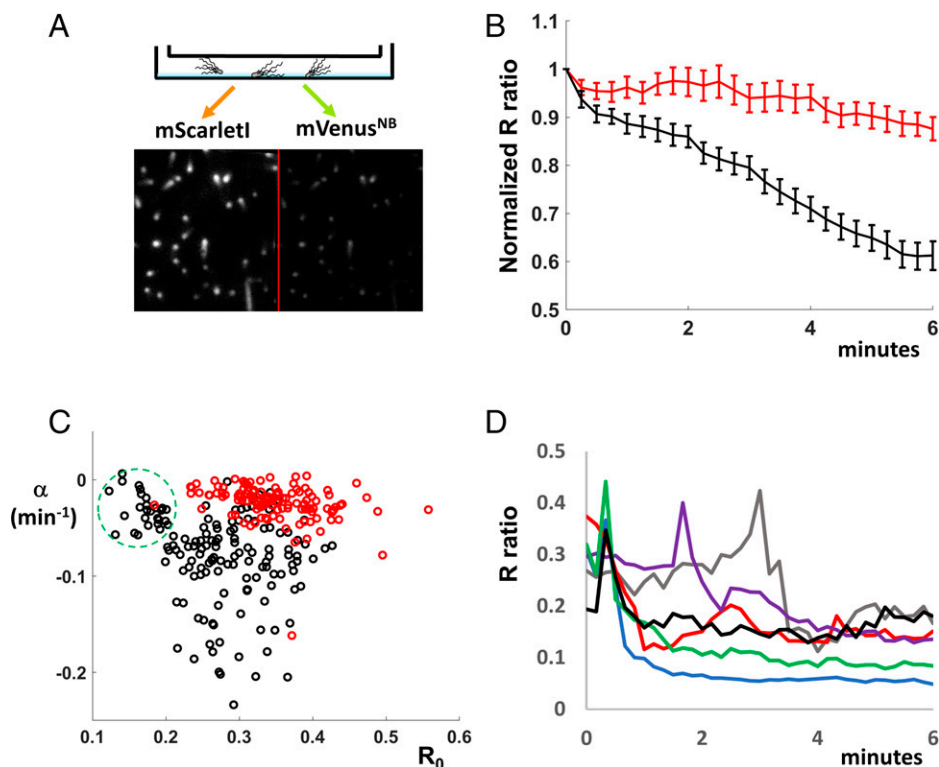 A
mScarletI
mVenusNB
B
Normalized R ratio
1.1
1
0.9
0.8
0.7
0.6
0.5
0
2
4
6
minutes
C
α
(min-1)
0
-0.1
-0.2
0.1
0.2
0.3
0.4
0.5
0.6
R0
D
R ratio
0.5
0.4
0.3
0.2
0.1
0
0
2
4
6
minutes